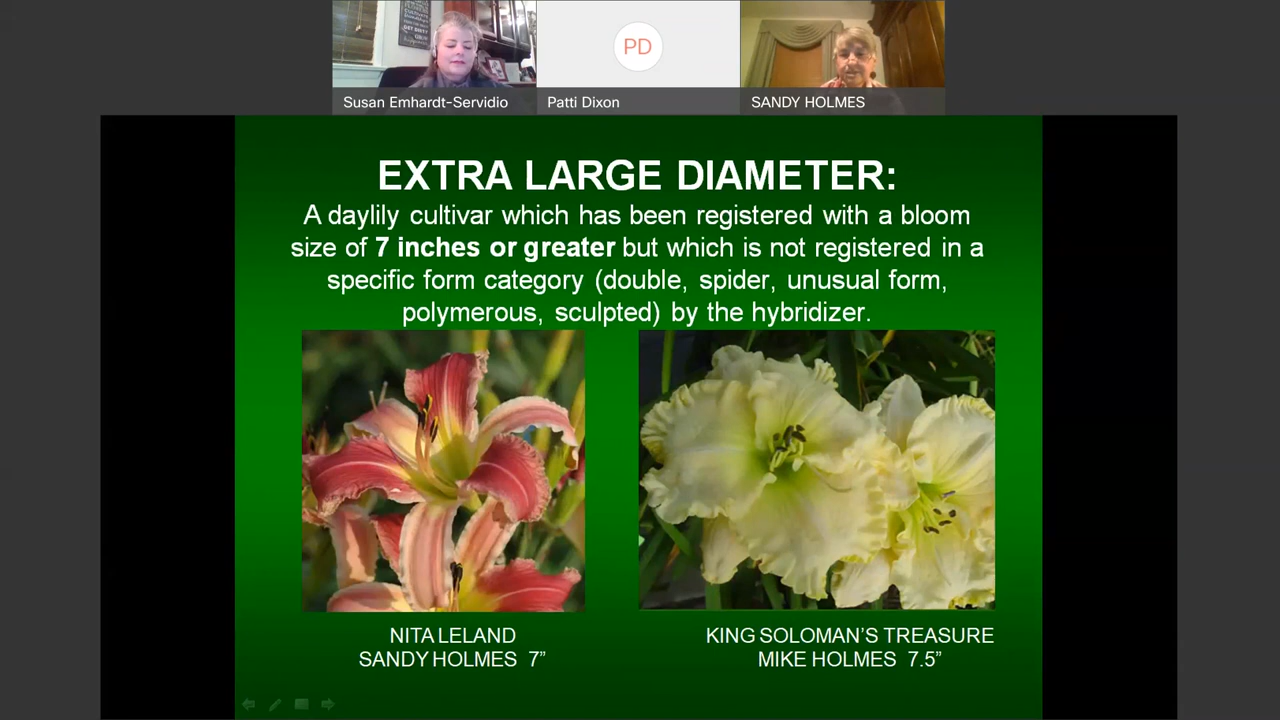 PD
Susan Emhardt-Servidio
Patti Dixon
SANDY HOLMES
EXTRA LARGE DIAMETER:
A daylily cultivar which has been registered with a bloom
size of 7 inches or greater but which is not registered in a
specific form category (double, spider, unusual form,
polymerous, sculpted) by the hybridizer.
NITA LELAND
SANDY HOLMES 7”
KING SOLOMAN’S TREASURE
MIKE HOLMES 7.5”